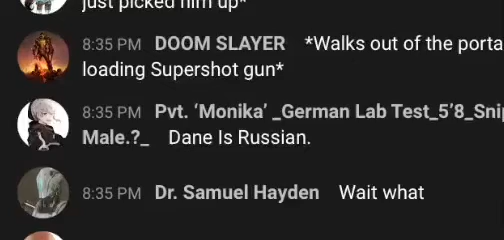 just picked him up*
8:35 PM DOOM SLAYER *Walks out of the porta
loading Supershot gun*
8:35 PM Pvt. ‘Monika’ _German Lab Test_5’8_Snip
Male.?_ Dane Is Russian.
8:35 PM Dr. Samuel Hayden Wait what